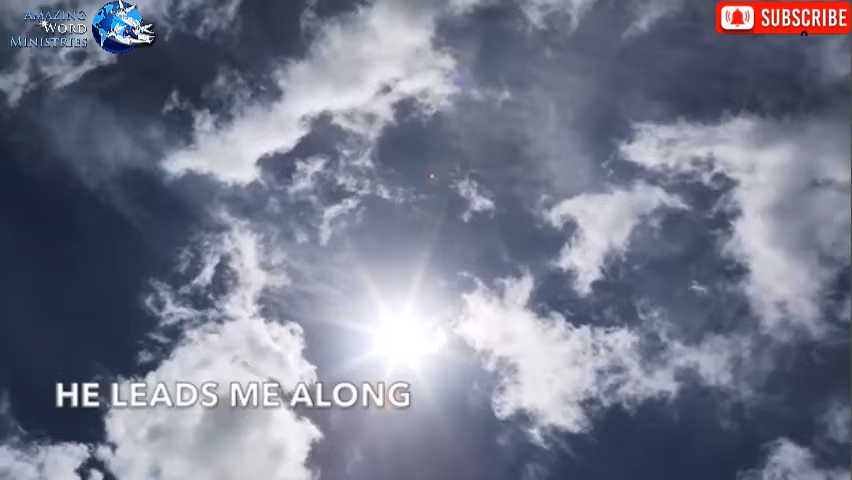 AMAZING
WORD
MINISTRIES
SUBSCRIBE
HE LEADS ME ALONG